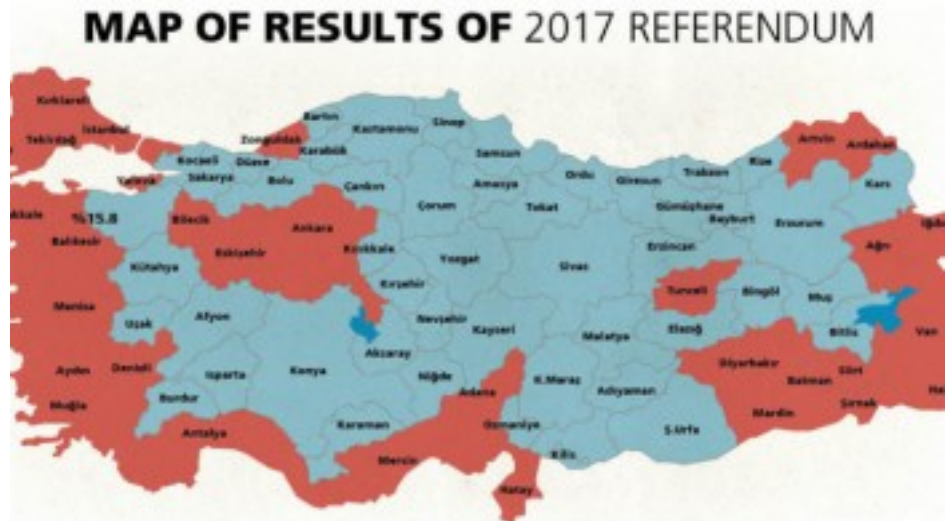 MAP OF RESULTS OF 2017 REFERENDUM
Kırklareli
Tekirdağ
İstanbul
Zonguldak
Bartın
Karabük
Kastamonu
Sinop
Samsun
Kocaeli
Sakarya
Düzce
Bolu
Çankırı
Çorum
Amasya
Tokat
Ordu
Giresun
Trabzon
Rize
Artvin
Ardahan
Kars
Gümüşhane
Bayburt
Erzurum
Erzincan
Yalova
kkale
%15.8
Balıkesir
Bilecik
Eskişehir
Ankara
Kırıkkale
Yozgat
Sivas
Ağrı
Kütahya
Kırşehir
Tunceli
Bingöl
Muş
Bitlis
Van
Manisa
Uşak
Afyon
Nevşehir
Kayseri
Malatya
Elazığ
Aksaray
Aydın
Denizli
Isparta
Konya
Niğde
Adana
K.Maraş
Adıyaman
Diyarbakır
Batman
Siirt
Şırnak
Mardin
Ha
Muğla
Burdur
Antalya
Karaman
Mersin
Osmaniye
Kilis
Ş.Urfa
Hatay